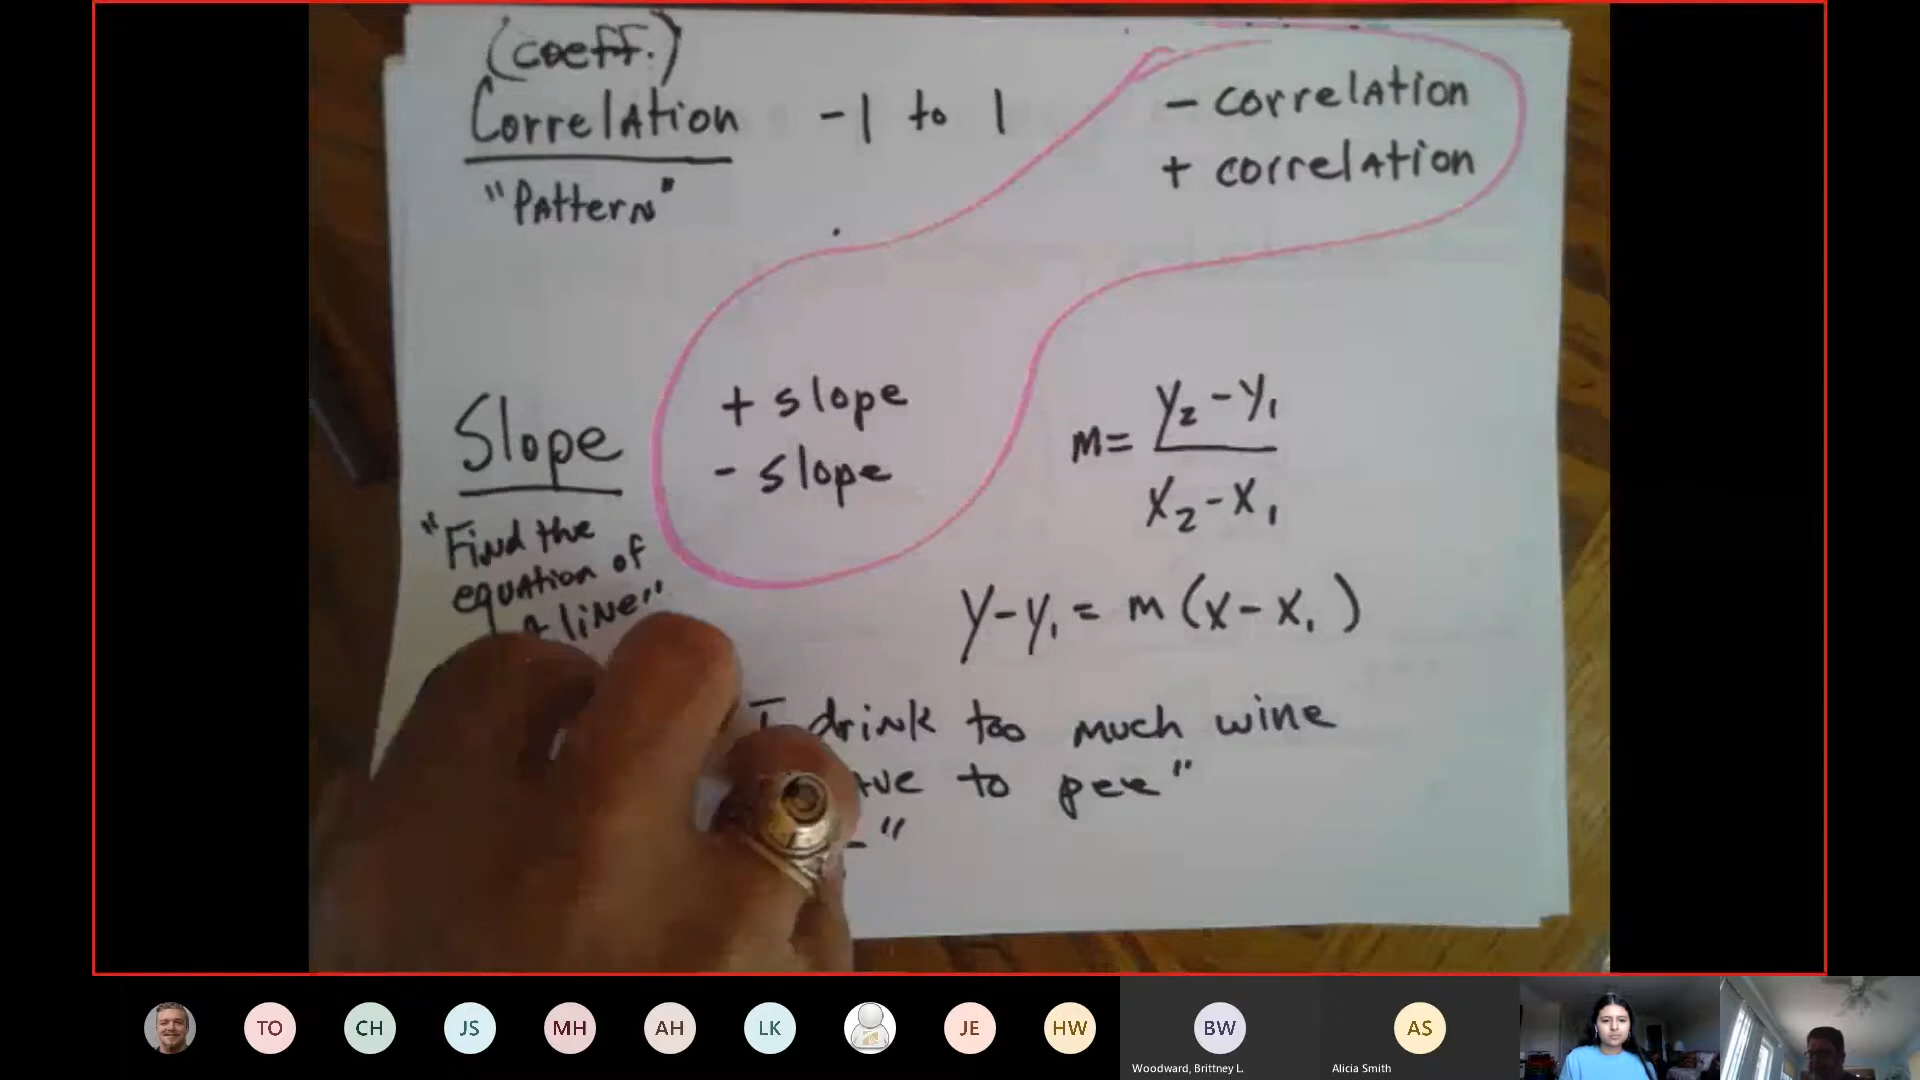 (coeff.)
Correlation -1 to 1
"Pattern"
- correlation
+ correlation
Slope
+ slope
- slope
m= y₂-y₁
x₂-x₁
"Find the
equation of
a line"
y-y₁ = m(x-x₁)
I drink too much wine
to pee"
"
TO CH JS MH AH LK JE HW BW AS
Woodward, Brittney L. Alicia Smith